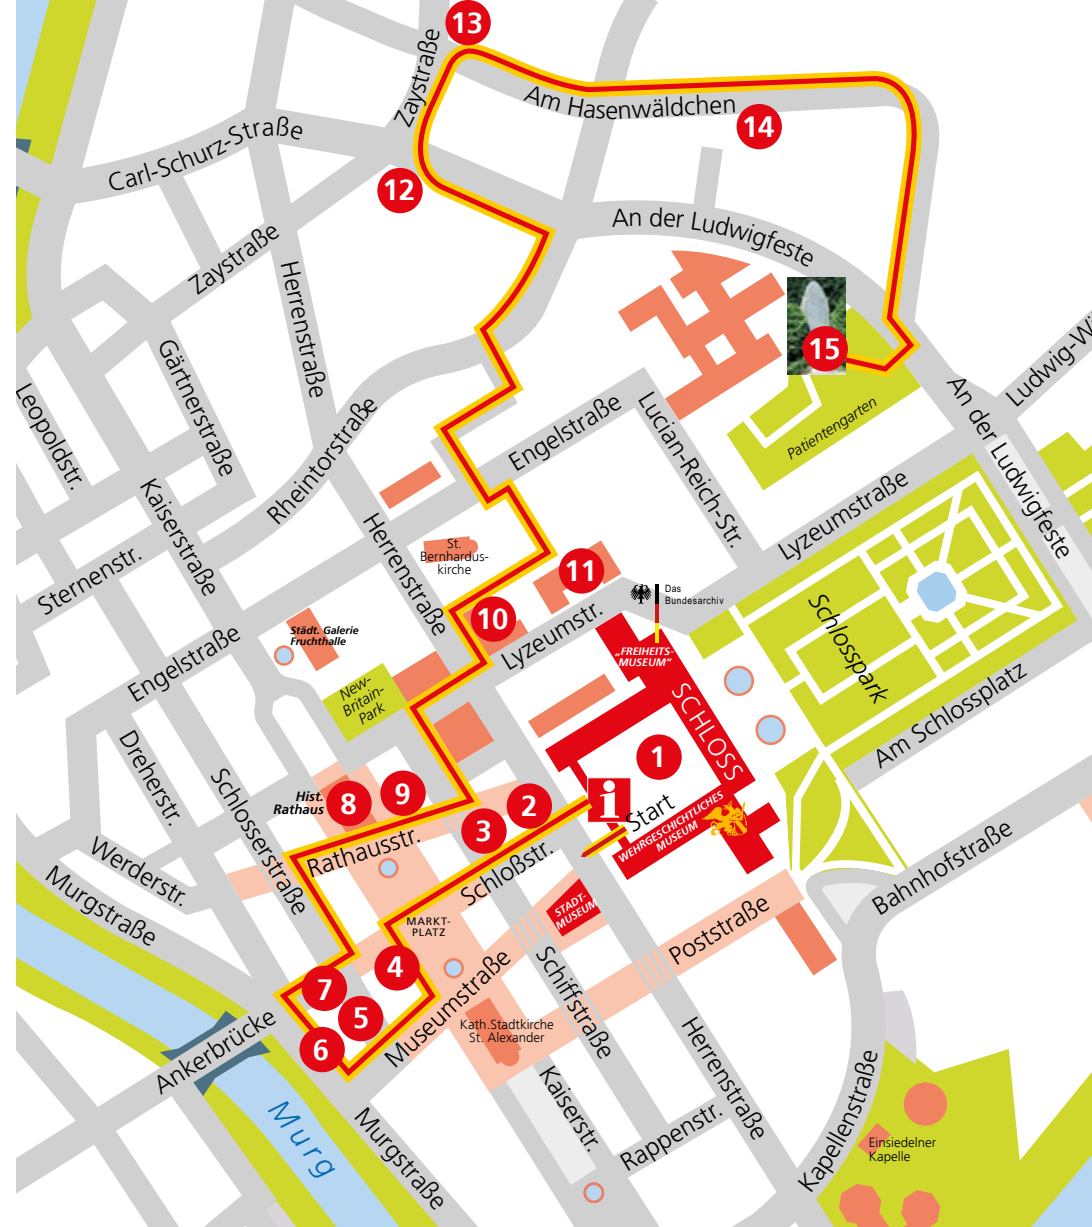 13
Zaystraße
Am Hasenwäldchen
14
Carl-Schurz-Straße
12
An der Ludwigfeste
Zaystraße
Herrenstraße
15
Ludwig-Wi
Gärtnerstraße
Leopoldstr.
An der Ludwigfeste
Patientengarten
Lucian-Reich-Str.
Engelstraße
Rheintorstraße
Kaiserstraße
Lyzeumstraße
Herrenstraße
St.
Bernhardus-
kirche
Sternenstr.
11
Das
Bundesarchiv
10
Lyzeumstr.
Städt. Galerie
Fruchthalle
Engelstraße
„FREIHEITS-
MUSEUM“
Schlosspark
New-
Britain-
Park
SCHLOSS
Am Schlossplatz
1
Dreherstr.
Schlosserstraße
Hist.
Rathaus
8
9
2
3
i
Start
WEHRGESCHICHTLICHES
MUSEUM
Rathausstr.
Schloßstr.
Werderstr.
Murgstraße
Bahnhofstraße
STADT-
MUSEUM
MARKT-
PLATZ
Poststraße
4
7
5
6
Museumstraße
Schiffstraße
Kath.Stadtkirche
St. Alexander
Ankerbrücke
Herrenstraße
Kaiserstr.
Kapellenstraße
Murg
Murgstraße
Rappenstr.
Einsiedelner
Kapelle